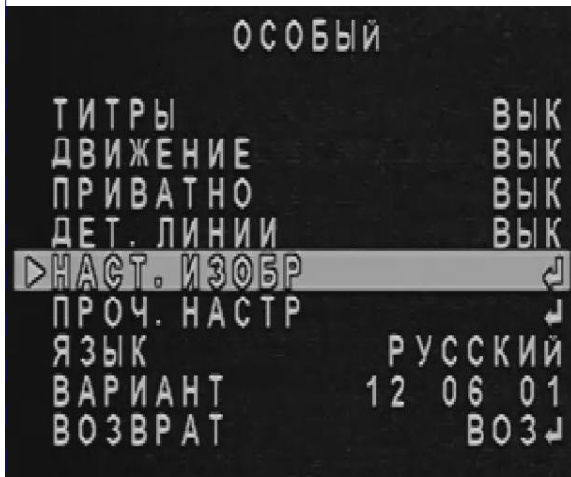 ОСОБЫЙ
ТИТРЫ ВЫК
ДВИЖЕНИЕ ВЫК
ПРИВАТНО ВЫК
ДЕТ. ЛИНИИ ВЫК
▷НАСТ. ИЗОБР ↲
ПРОЧ. НАСТР ↲
ЯЗЫК РУССКИЙ
ВАРИАНТ 12 06 01
ВОЗВРАТ ВОЗ↲